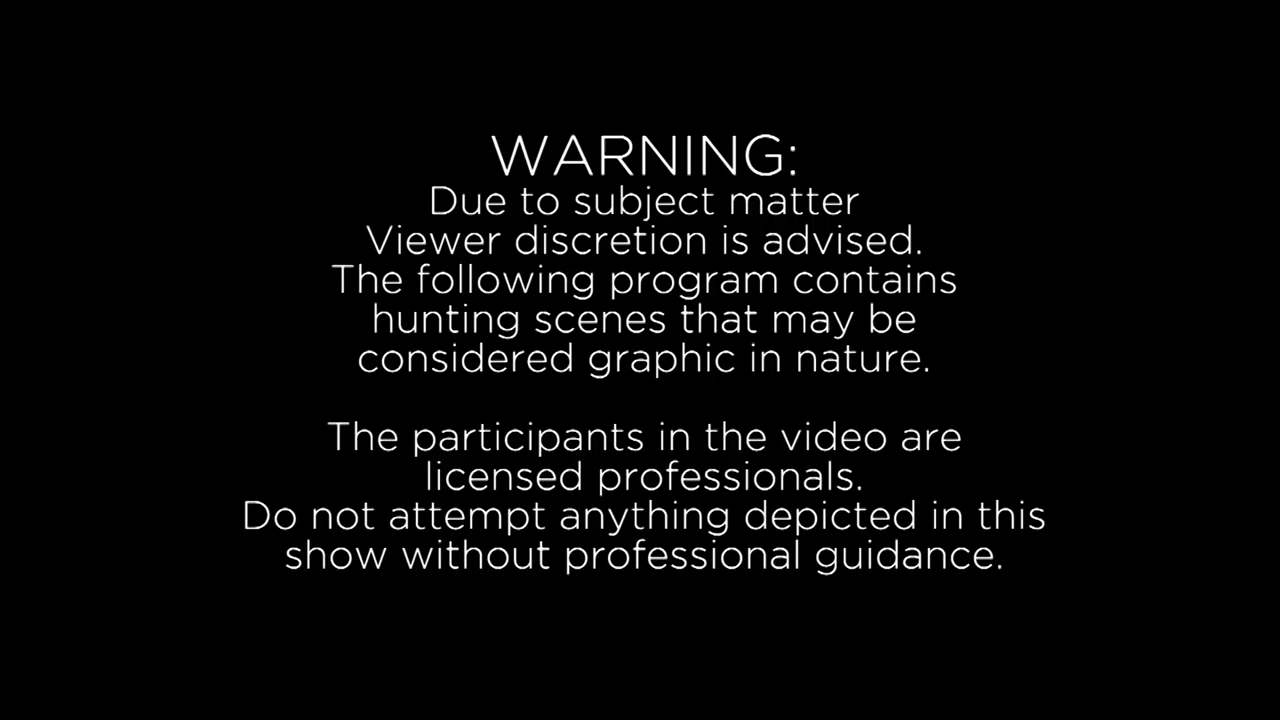 WARNING:
Due to subject matter
Viewer discretion is advised.
The following program contains
hunting scenes that may be
considered graphic in nature.
The participants in the video are
licensed professionals.
Do not attempt anything depicted in this
show without professional guidance.